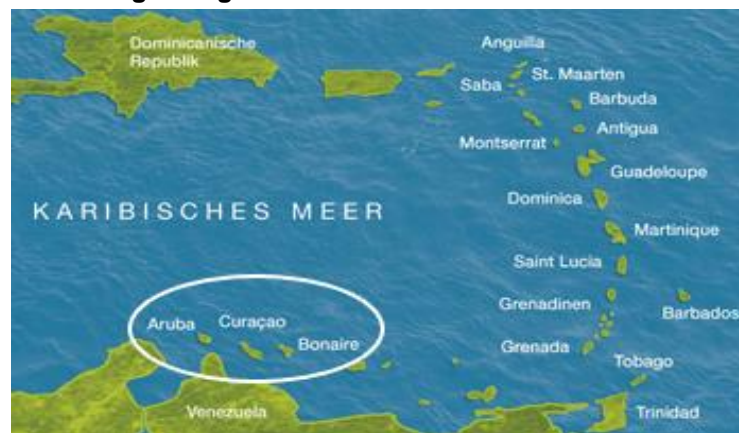 Dominicanische
Republik
Anguilla
St. Maarten
Saba
Barbuda
Antigua
Montserrat
Guadeloupe
Dominica
KARIBISCHES MEER
Martinique
Saint Lucia
Grenadinen
Barbados
Aruba
Curaçao
Bonaire
Grenada
Tobago
Venezuela
Trinidad